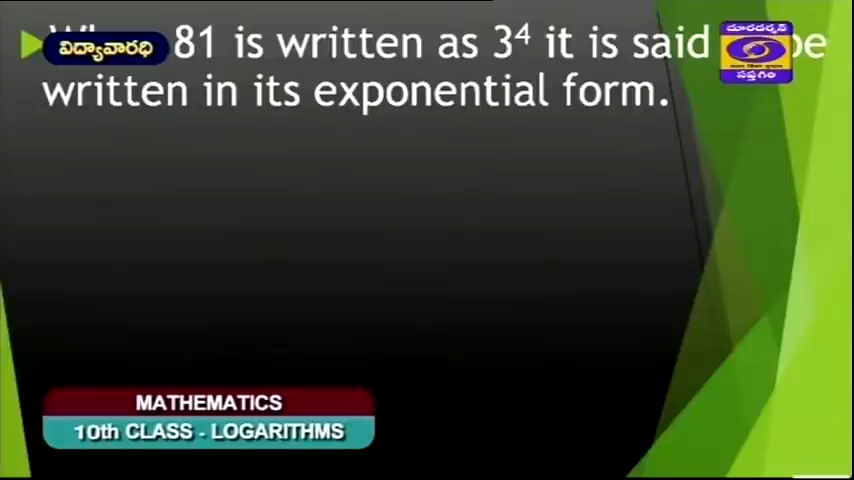 81 is written as 3⁴ it is said be
written in its exponential form.
విద్యావారధి
దూరదర్శన్
సప్తగిరి
MATHEMATICS
10th CLASS - LOGARITHMS